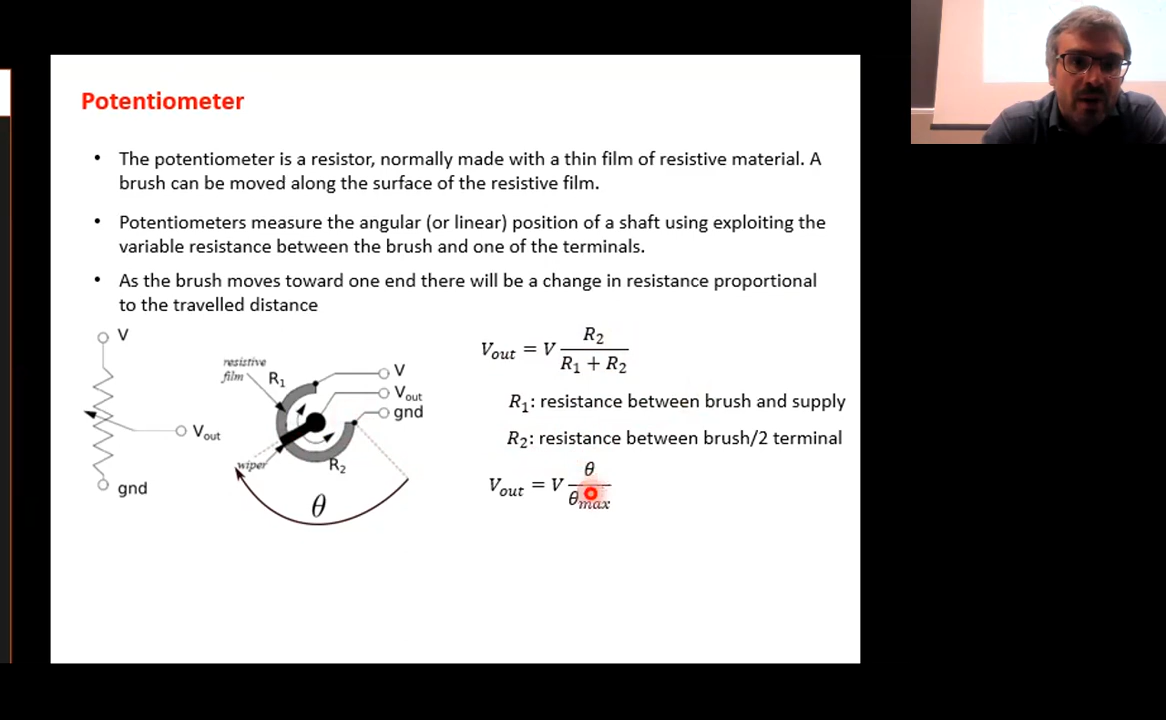 Potentiometer
• The potentiometer is a resistor, normally made with a thin film of resistive material. A
brush can be moved along the surface of the resistive film.
• Potentiometers measure the angular (or linear) position of a shaft using exploiting the
variable resistance between the brush and one of the terminals.
• As the brush moves toward one end there will be a change in resistance proportional
to the travelled distance
V
Vout
gnd
resistive
film
R1
V
Vout
gnd
wiper
R2
θ
Vout = V R2 / (R1 + R2)
R1: resistance between brush and supply
R2: resistance between brush/2 terminal
Vout = V θ / θmax